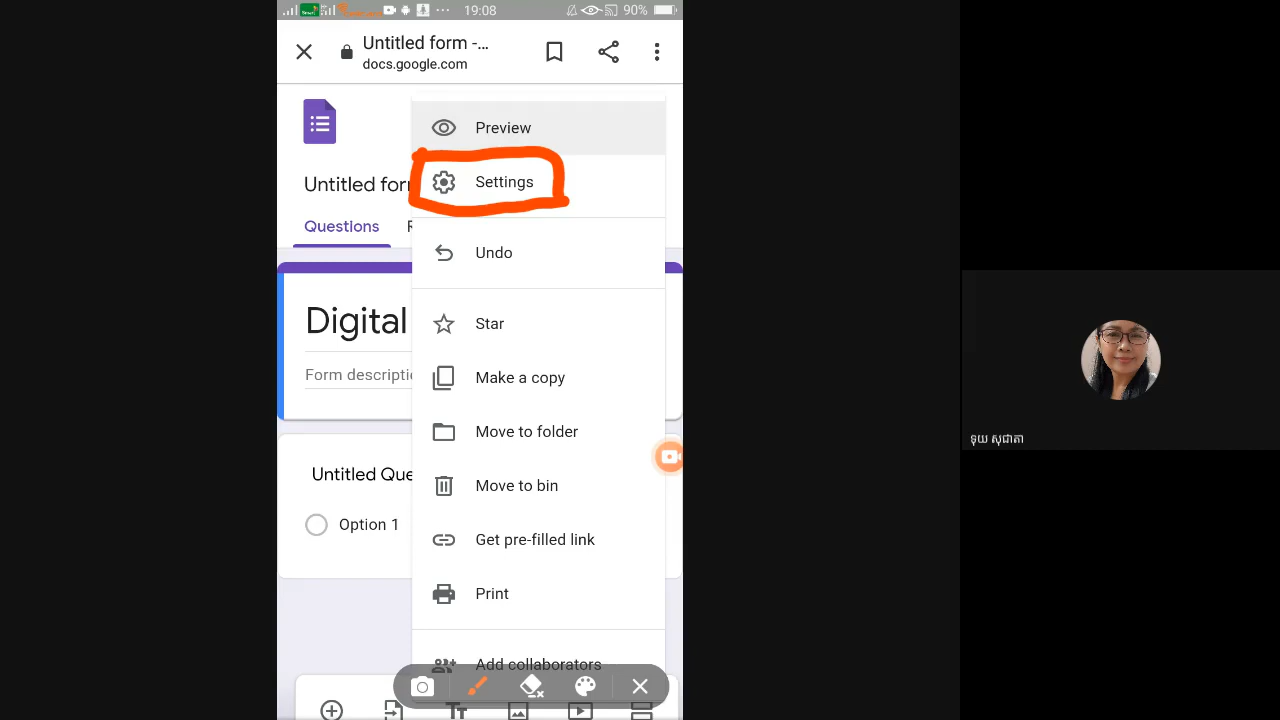 19:08
90%
Untitled form -...
docs.google.com
Preview
Untitled for
Settings
Questions
Undo
Digital
Star
Form descripti
Make a copy
Move to folder
ទុយ សុជាតា
Untitled Que
Move to bin
Option 1
Get pre-filled link
Print
Add collaborators